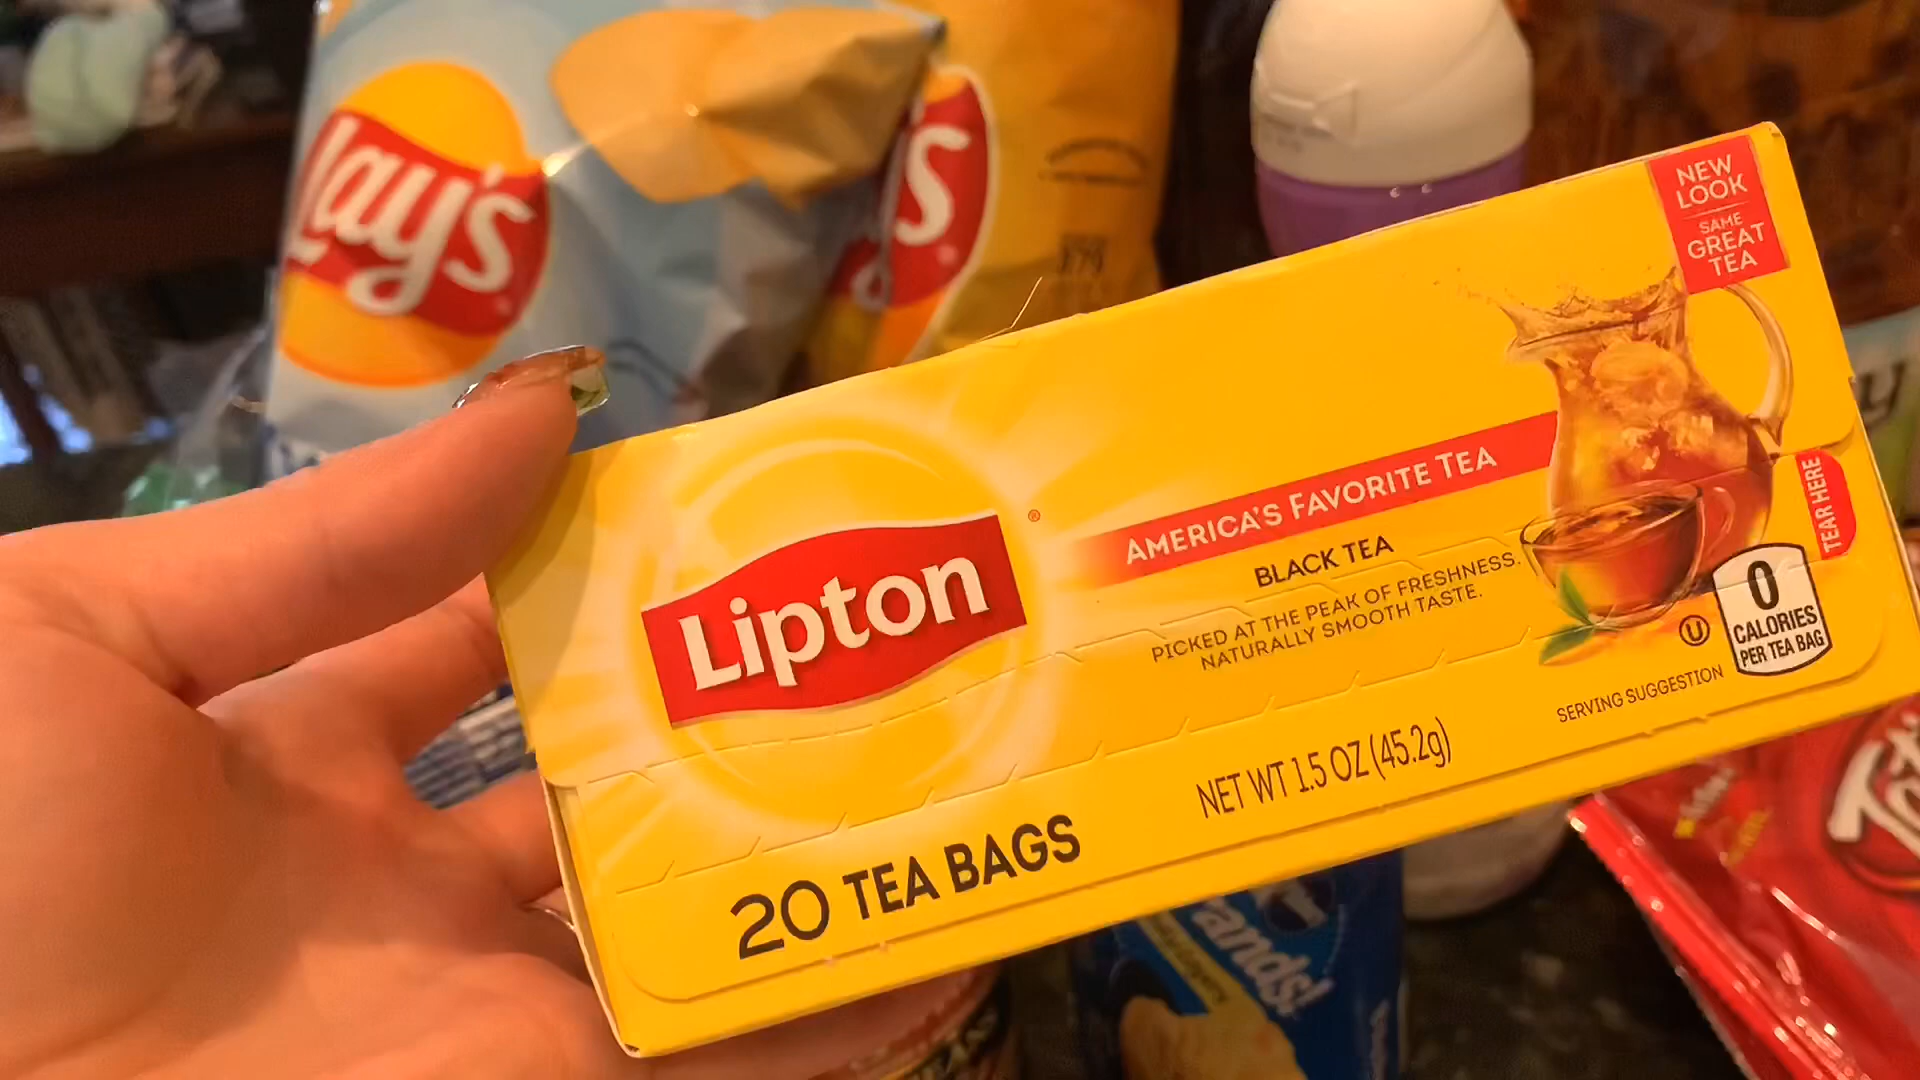 Lay's
's
NEW
LOOK
SAME
GREAT
TEA
Lipton
®
AMERICA'S FAVORITE TEA
BLACK TEA
PICKED AT THE PEAK OF FRESHNESS.
NATURALLY SMOOTH TASTE.
TEAR HERE
0
CALORIES
PER TEA BAG
U
SERVING SUGGESTION
NET WT 1.5 OZ (45.2g)
20 TEA BAGS
ands!